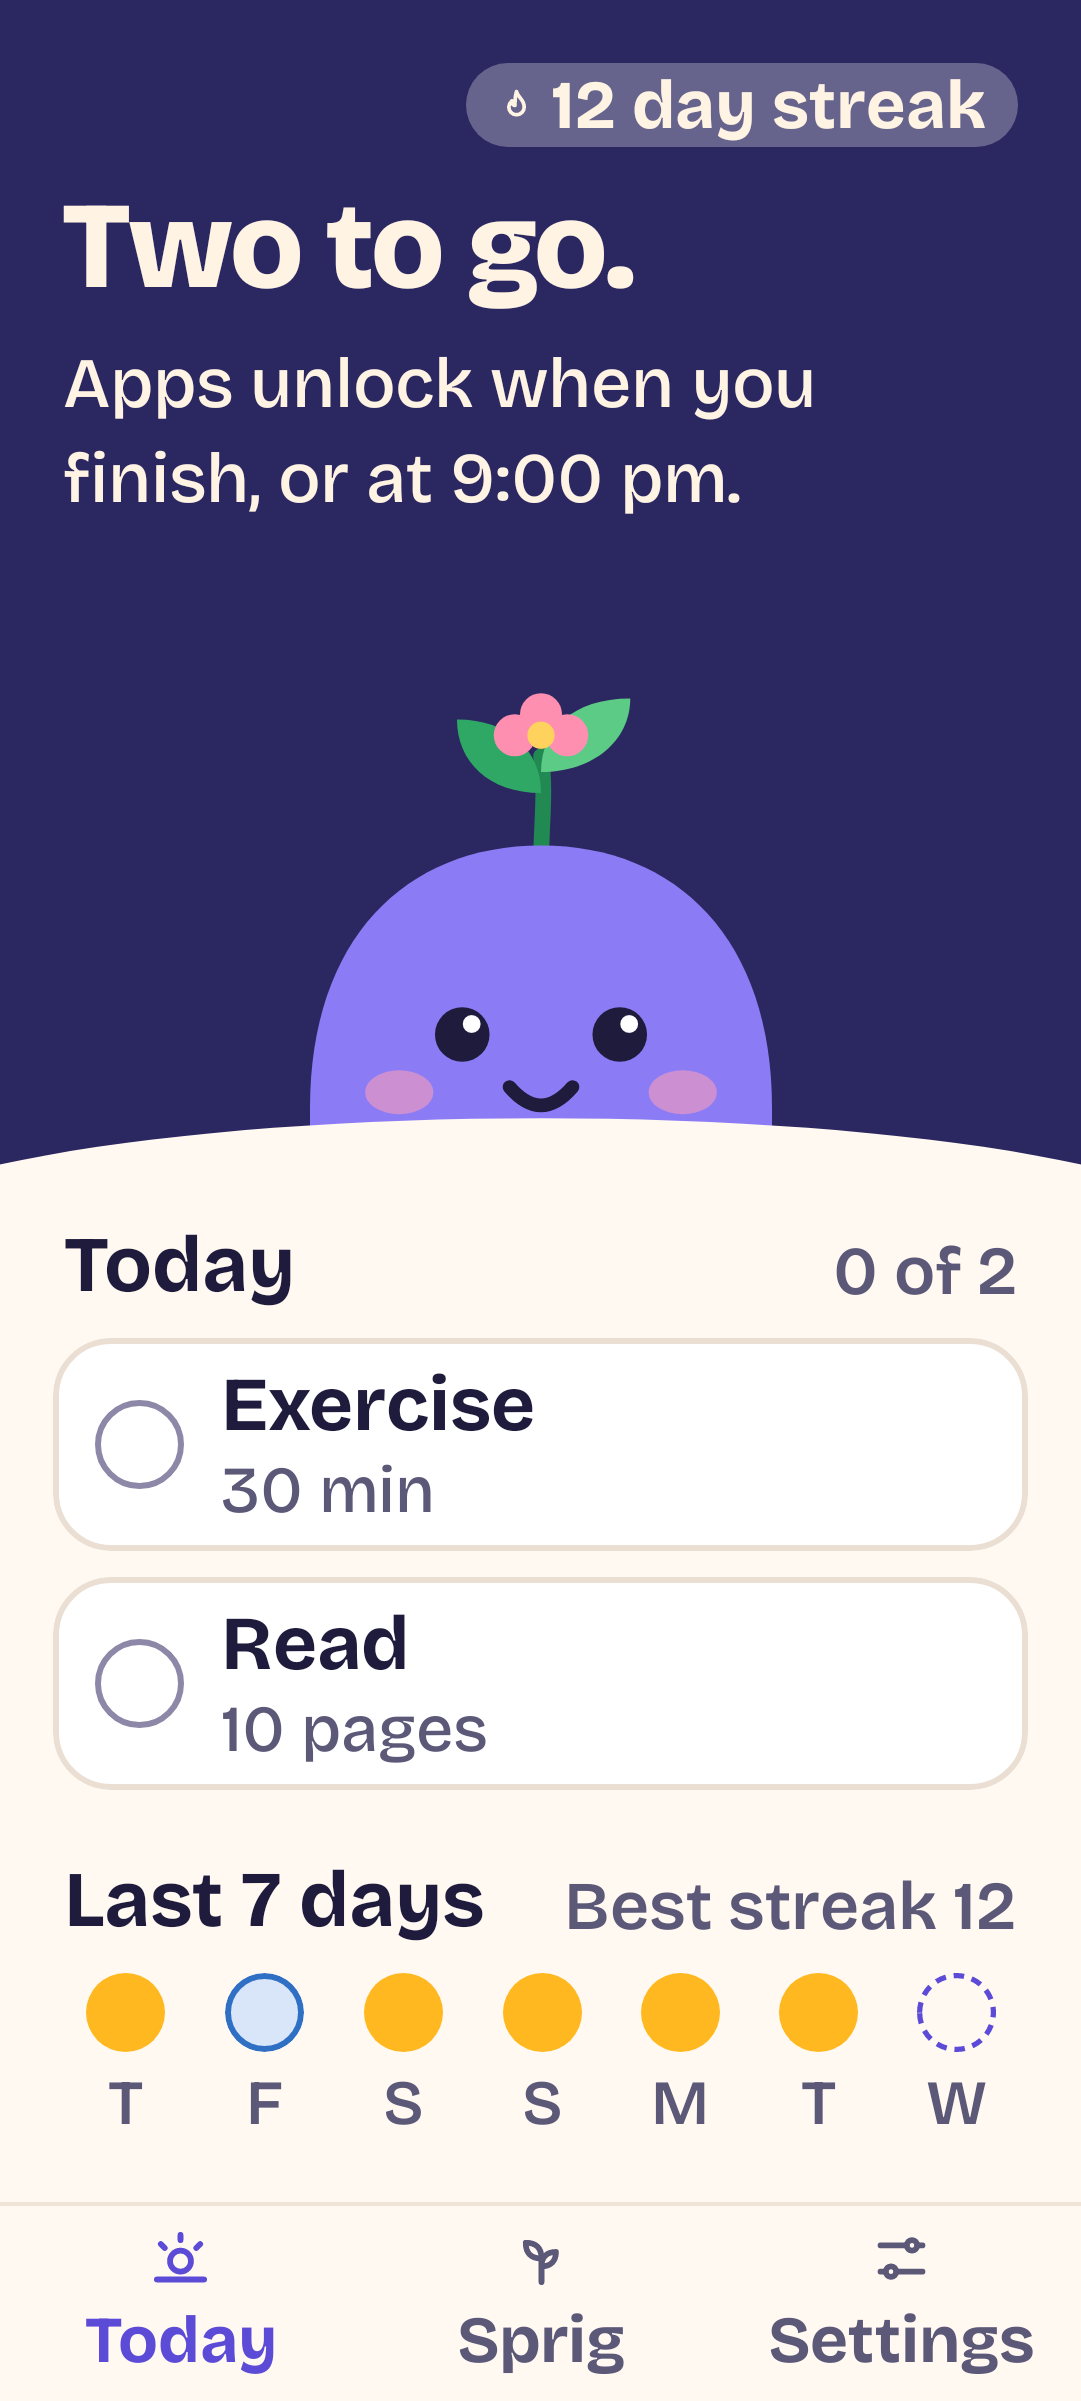 12 day streak
Two to go.
Apps unlock when you
finish, or at 9:00 pm.
Today
0 of 2
Exercise
30 min
Read
10 pages
Last 7 days
Best streak 12
T F S S M T W
Today
Sprig
Settings